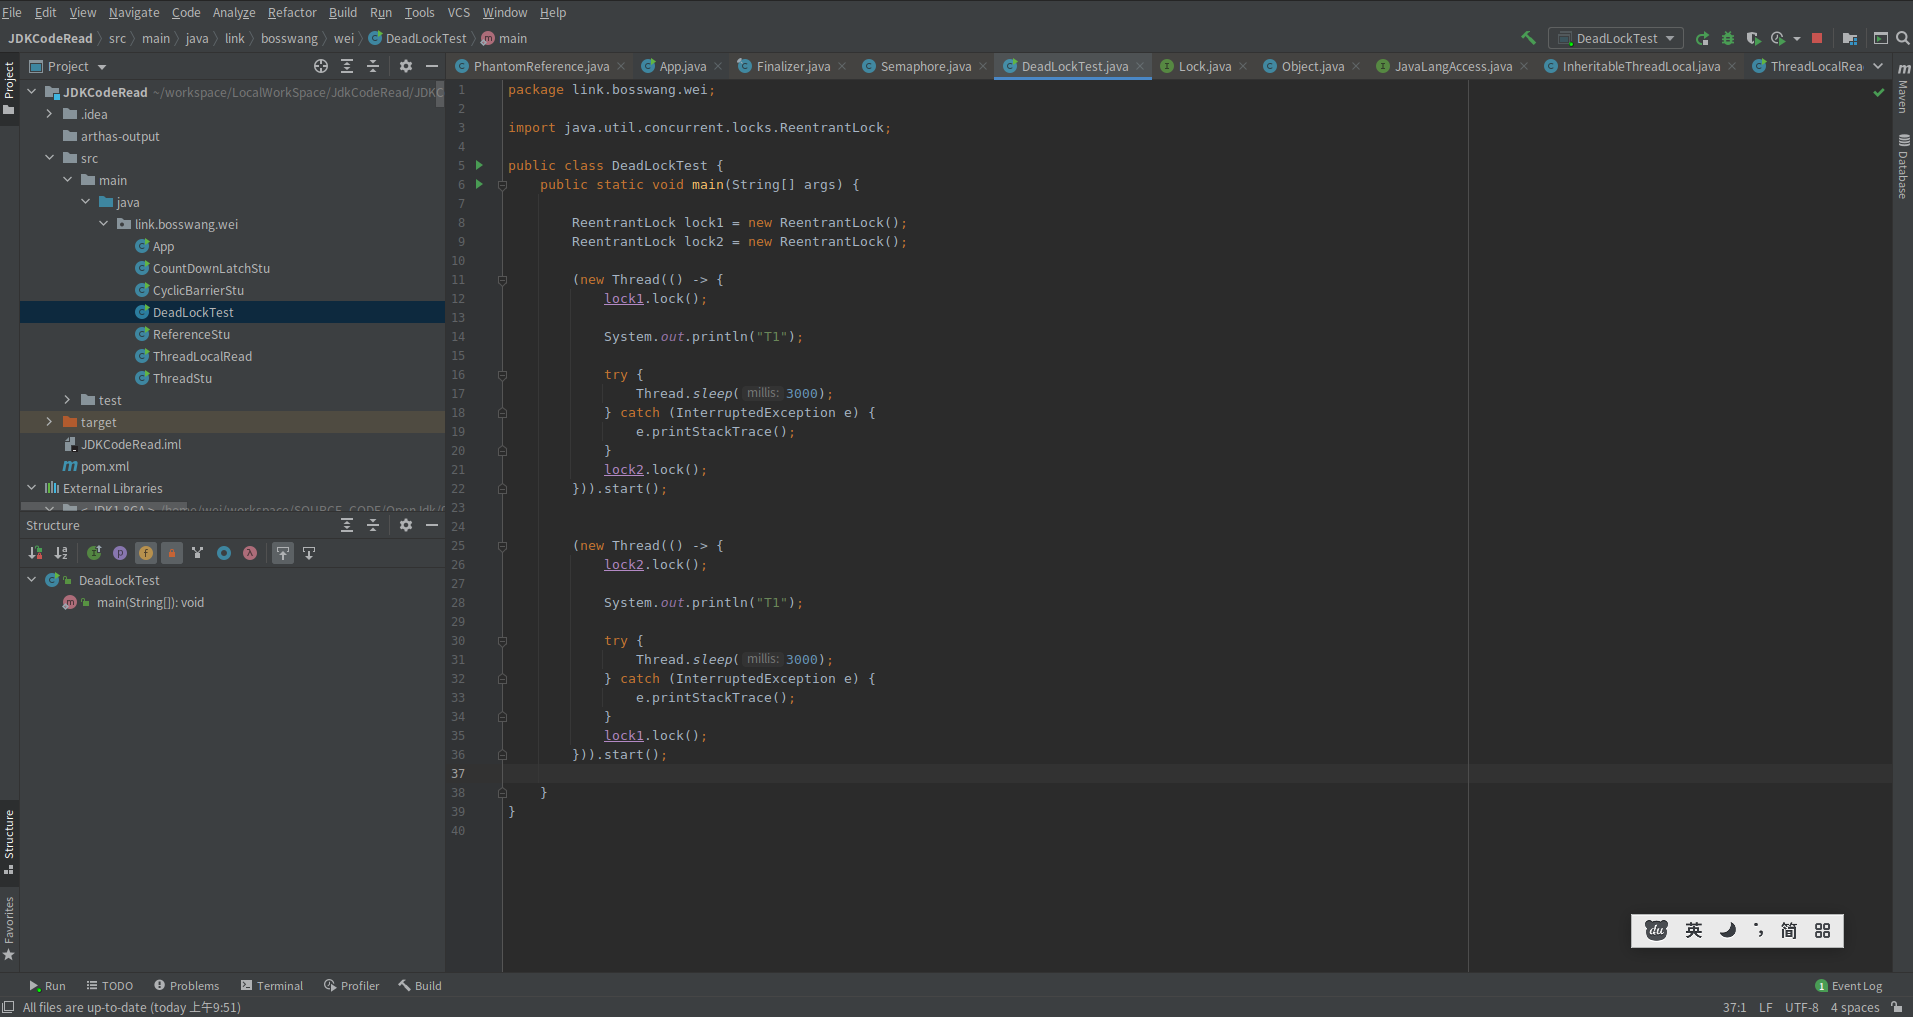 File Edit View Navigate Code Analyze Refactor Build Run Tools VCS Window Help
JDKCodeRead src main java link bosswang wei DeadLockTest main
DeadLockTest
Project
PhantomReference.java App.java Finalizer.java Semaphore.java DeadLockTest.java Lock.java Object.java JavaLangAccess.java InheritableThreadLocal.java ThreadLocalRea
Project
Structure
Favorites
Maven
Database
JDKCodeRead ~/workspace/LocalWorkSpace/JdkCodeRead/JDKC
.idea
arthas-output
src
main
java
link.bosswang.wei
App
CountDownLatchStu
CyclicBarrierStu
DeadLockTest
ReferenceStu
ThreadLocalRead
ThreadStu
test
target
JDKCodeRead.iml
pom.xml
External Libraries
Structure
DeadLockTest
main(String[]): void
1 package link.bosswang.wei;
2
3 import java.util.concurrent.locks.ReentrantLock;
4
5 public class DeadLockTest {
6 public static void main(String[] args) {
7
8 ReentrantLock lock1 = new ReentrantLock();
9 ReentrantLock lock2 = new ReentrantLock();
10
11 (new Thread(() -> {
12 lock1.lock();
13
14 System.out.println("T1");
15
16 try {
17 Thread.sleep( millis: 3000);
18 } catch (InterruptedException e) {
19 e.printStackTrace();
20 }
21 lock2.lock();
22 })).start();
23
24
25 (new Thread(() -> {
26 lock2.lock();
27
28 System.out.println("T1");
29
30 try {
31 Thread.sleep( millis: 3000);
32 } catch (InterruptedException e) {
33 e.printStackTrace();
34 }
35 lock1.lock();
36 })).start();
37
38 }
39 }
40
du 英 简
Run TODO Problems Terminal Profiler Build
1 Event Log
All files are up-to-date (today 上午9:51)
37:1 LF UTF-8 4 spaces